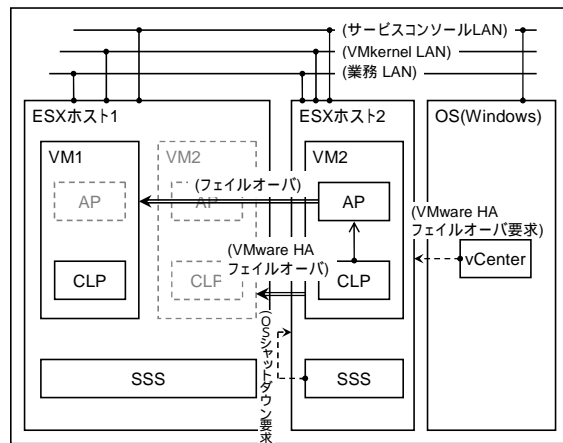 (サービスコンソールLAN)
(VMkernel LAN)
(業務 LAN)
ESXホスト1
ESXホスト2
OS(Windows)
VM1
VM2
VM2
(フェイルオーバ)
AP
AP
AP
(VMware HA
フェイルオーバ要求)
(VMware HA
フェイルオーバ)
vCenter
CLP
CLP
CLP
(OSシャットダウン要求
SSS
SSS